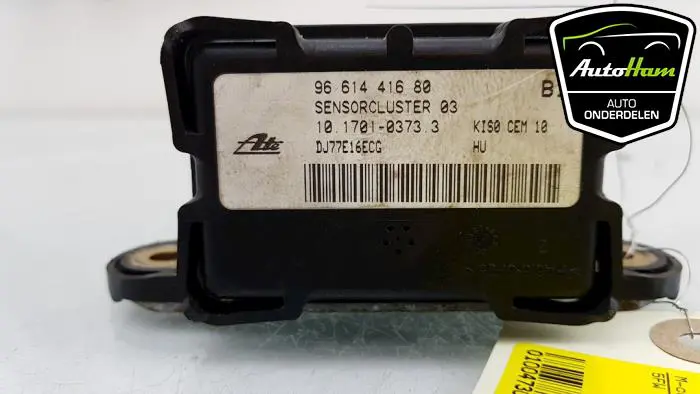 96 614 416 80
SENSORCLUSTER 03
10.1701-0373.3 KIS0 CEM 10
Ate
DJ77E16ECG HU
AutoHam
AUTO
ONDERDELEN